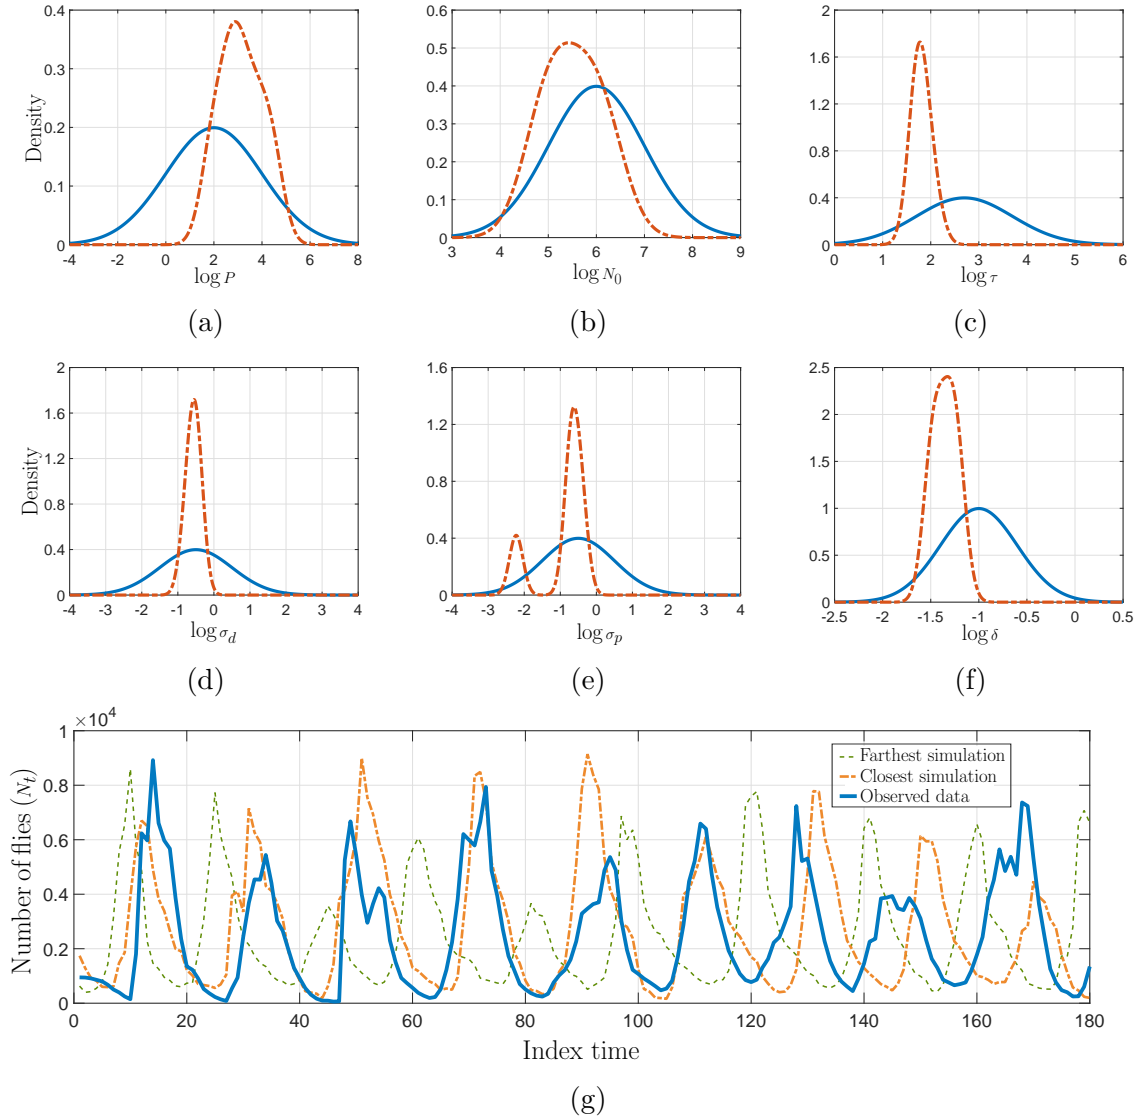 0.4
0.3
0.2
0.1
0
Density
-4 -2 0 2 4 6 8
log P
(a)
0.6
0.5
0.4
0.3
0.2
0.1
0
3 4 5 6 7 8 9
log N0
(b)
2
1.6
1.2
0.8
0.4
0
0 1 2 3 4 5 6
log τ
(c)
2
1.6
1.2
0.8
0.4
0
Density
-4 -3 -2 -1 0 1 2 3 4
log σd
(d)
1.6
1.2
0.8
0.4
0
-4 -3 -2 -1 0 1 2 3 4
log σp
(e)
2.5
2
1.5
1
0.5
0
-2.5 -2 -1.5 -1 -0.5 0 0.5
log δ
(f)
×10^4
1
0.8
0.6
0.4
0.2
0
Number of flies (Nt)
Farthest simulation
Closest simulation
Observed data
0 20 40 60 80 100 120 140 160 180
Index time
(g)